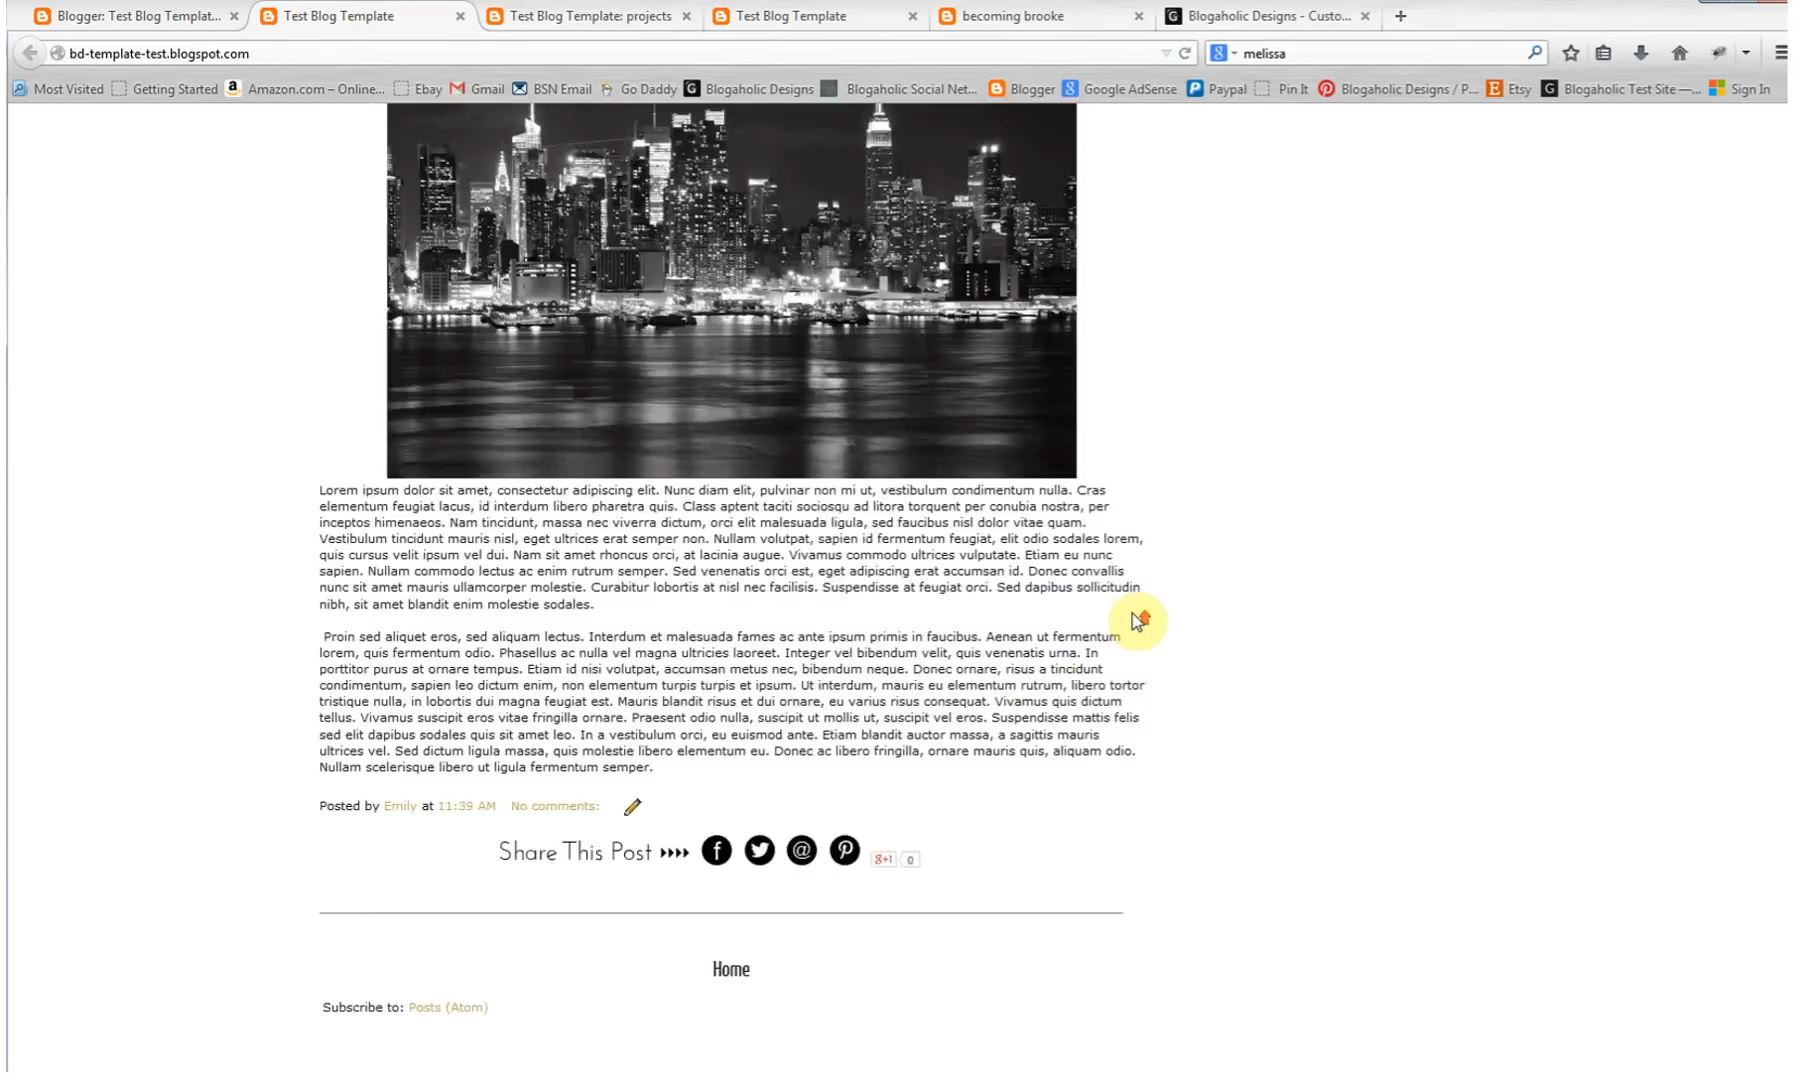 Blogger: Test Blog Templat...
Test Blog Template
Test Blog Template: projects
Test Blog Template
becoming brooke
Blogaholic Designs - Custo...
bd-template-test.blogspot.com
melissa
Most Visited
Getting Started
Amazon.com – Online...
Ebay
Gmail
BSN Email
Go Daddy
Blogaholic Designs
Blogaholic Social Net...
Blogger
Google AdSense
Paypal
Pin It
Blogaholic Designs / P...
Etsy
Blogaholic Test Site —...
Sign In
Lorem ipsum dolor sit amet, consectetur adipiscing elit. Nunc diam elit, pulvinar non mi ut, vestibulum condimentum nulla. Cras
elementum feugiat lacus, id interdum libero pharetra quis. Class aptent taciti sociosqu ad litora torquent per conubia nostra, per
inceptos himenaeos. Nam tincidunt, massa nec viverra dictum, orci elit malesuada ligula, sed faucibus nisl dolor vitae quam.
Vestibulum tincidunt mauris nisl, eget ultrices erat semper non. Nullam volutpat, sapien id fermentum feugiat, elit odio sodales lorem,
quis cursus velit ipsum vel dui. Nam sit amet rhoncus orci, at lacinia augue. Vivamus commodo ultrices vulputate. Etiam eu nunc
sapien. Nullam commodo lectus ac enim rutrum semper. Sed venenatis orci est, eget adipiscing erat accumsan id. Donec convallis
nunc sit amet mauris ullamcorper molestie. Curabitur lobortis at nisl nec facilisis. Suspendisse at feugiat orci. Sed dapibus sollicitudin
nibh, sit amet blandit enim molestie sodales.
Proin sed aliquet eros, sed aliquam lectus. Interdum et malesuada fames ac ante ipsum primis in faucibus. Aenean ut fermentum
lorem, quis fermentum odio. Phasellus ac nulla vel magna ultricies laoreet. Integer vel bibendum velit, quis venenatis urna. In
porttitor purus at ornare tempus. Etiam id nisi volutpat, accumsan metus nec, bibendum neque. Donec ornare, risus a tincidunt
condimentum, sapien leo dictum enim, non elementum turpis turpis et ipsum. Ut interdum, mauris eu elementum rutrum, libero tortor
tristique nulla, in lobortis dui magna feugiat est. Mauris blandit risus et dui ornare, eu varius risus consequat. Vivamus quis dictum
tellus. Vivamus suscipit eros vitae fringilla ornare. Praesent odio nulla, suscipit ut mollis ut, suscipit vel eros. Suspendisse mattis felis
sed elit dapibus sodales quis sit amet leo. In a vestibulum orci, eu euismod ante. Etiam blandit auctor massa, a sagittis mauris
ultrices vel. Sed dictum ligula massa, quis molestie libero elementum eu. Donec ac libero fringilla, ornare mauris quis, aliquam odio.
Nullam scelerisque libero ut ligula fermentum semper.
Posted by Emily at 11:39 AM No comments:
Share This Post
g+1 0
Home
Subscribe to: Posts (Atom)